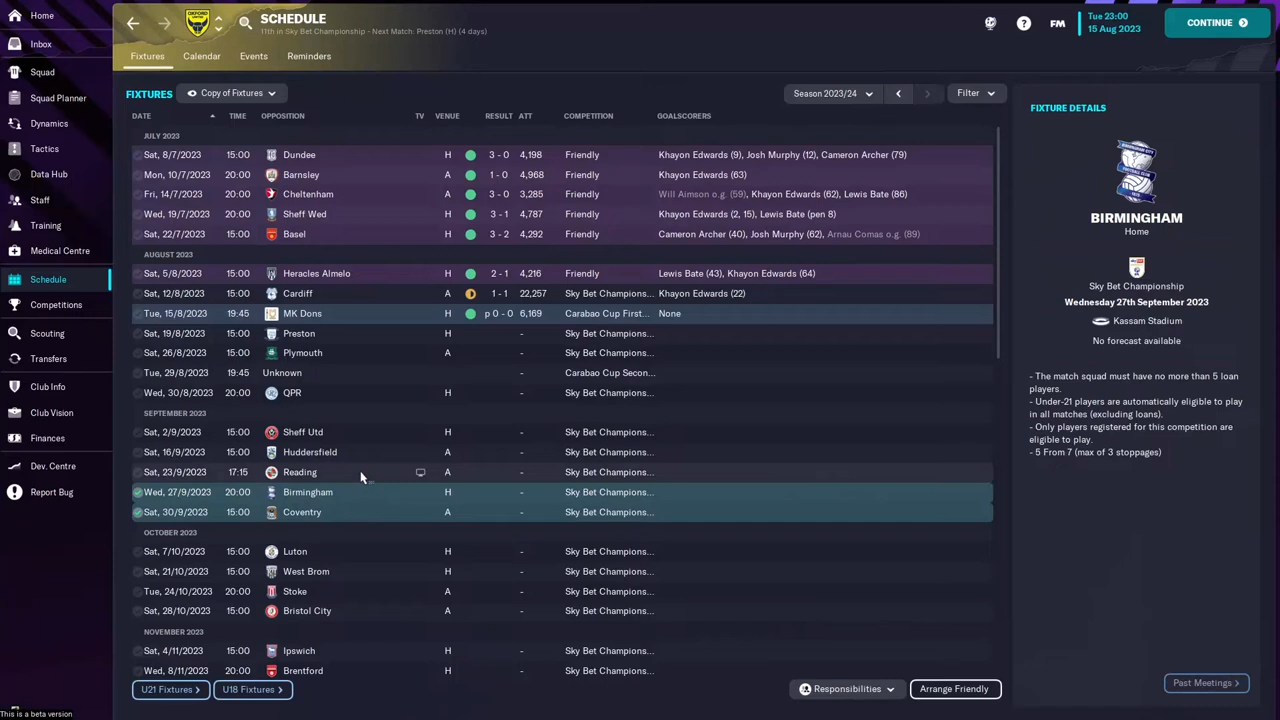 Home
Inbox
Squad
Squad Planner
Dynamics
Tactics
Data Hub
Staff
Training
Medical Centre
Schedule
Competitions
Scouting
Transfers
Club Info
Club Vision
Finances
Dev. Centre
Report Bug
This is a beta version
SCHEDULE
11th in Sky Bet Championship - Next Match: Preston (H) (4 days)
? FM Tue 23:00 15 Aug 2023 CONTINUE
Fixtures Calendar Events Reminders
FIXTURES Copy of Fixtures Season 2023/24 Filter
DATE TIME OPPOSITION TV VENUE RESULT ATT COMPETITION GOALSCORERS
JULY 2023
Sat, 8/7/2023 15:00 Dundee H 3 - 0 4,198 Friendly Khayon Edwards (9), Josh Murphy (12), Cameron Archer (79)
Mon, 10/7/2023 20:00 Barnsley A 1 - 0 4,968 Friendly Khayon Edwards (63)
Fri, 14/7/2023 20:00 Cheltenham A 3 - 0 3,285 Friendly Will Aimson o.g. (59), Khayon Edwards (62), Lewis Bate (86)
Wed, 19/7/2023 20:00 Sheff Wed H 3 - 1 4,787 Friendly Khayon Edwards (2, 15), Lewis Bate (pen 8)
Sat, 22/7/2023 15:00 Basel H 3 - 2 4,292 Friendly Cameron Archer (40), Josh Murphy (62), Arnau Comas o.g. (89)
AUGUST 2023
Sat, 5/8/2023 15:00 Heracles Almelo H 2 - 1 4,216 Friendly Lewis Bate (43), Khayon Edwards (64)
Sat, 12/8/2023 15:00 Cardiff A 1 - 1 22,257 Sky Bet Champions... Khayon Edwards (22)
Tue, 15/8/2023 19:45 MK Dons H p 0 - 0 6,169 Carabao Cup First... None
Sat, 19/8/2023 15:00 Preston H - Sky Bet Champions...
Sat, 26/8/2023 15:00 Plymouth A - Sky Bet Champions...
Tue, 29/8/2023 19:45 Unknown - Carabao Cup Secon...
Wed, 30/8/2023 20:00 QPR H - Sky Bet Champions...
SEPTEMBER 2023
Sat, 2/9/2023 15:00 Sheff Utd H - Sky Bet Champions...
Sat, 16/9/2023 15:00 Huddersfield A - Sky Bet Champions...
Sat, 23/9/2023 17:15 Reading A - Sky Bet Champions...
Wed, 27/9/2023 20:00 Birmingham H - Sky Bet Champions...
Sat, 30/9/2023 15:00 Coventry A - Sky Bet Champions...
OCTOBER 2023
Sat, 7/10/2023 15:00 Luton H - Sky Bet Champions...
Sat, 21/10/2023 15:00 West Brom H - Sky Bet Champions...
Tue, 24/10/2023 20:00 Stoke A - Sky Bet Champions...
Sat, 28/10/2023 15:00 Bristol City A - Sky Bet Champions...
NOVEMBER 2023
Sat, 4/11/2023 15:00 Ipswich H - Sky Bet Champions...
Wed, 8/11/2023 20:00 Brentford H - Sky Bet Champions...
U21 Fixtures U18 Fixtures Responsibilities Arrange Friendly
FIXTURE DETAILS
BIRMINGHAM
Home
Sky Bet Championship
Wednesday 27th September 2023
Kassam Stadium
No forecast available
- The match squad must have no more than 5 loan
players.
- Under-21 players are automatically eligible to play
in all matches (excluding loans).
- Only players registered for this competition are
eligible to play.
- 5 From 7 (max of 3 stoppages)
Past Meetings